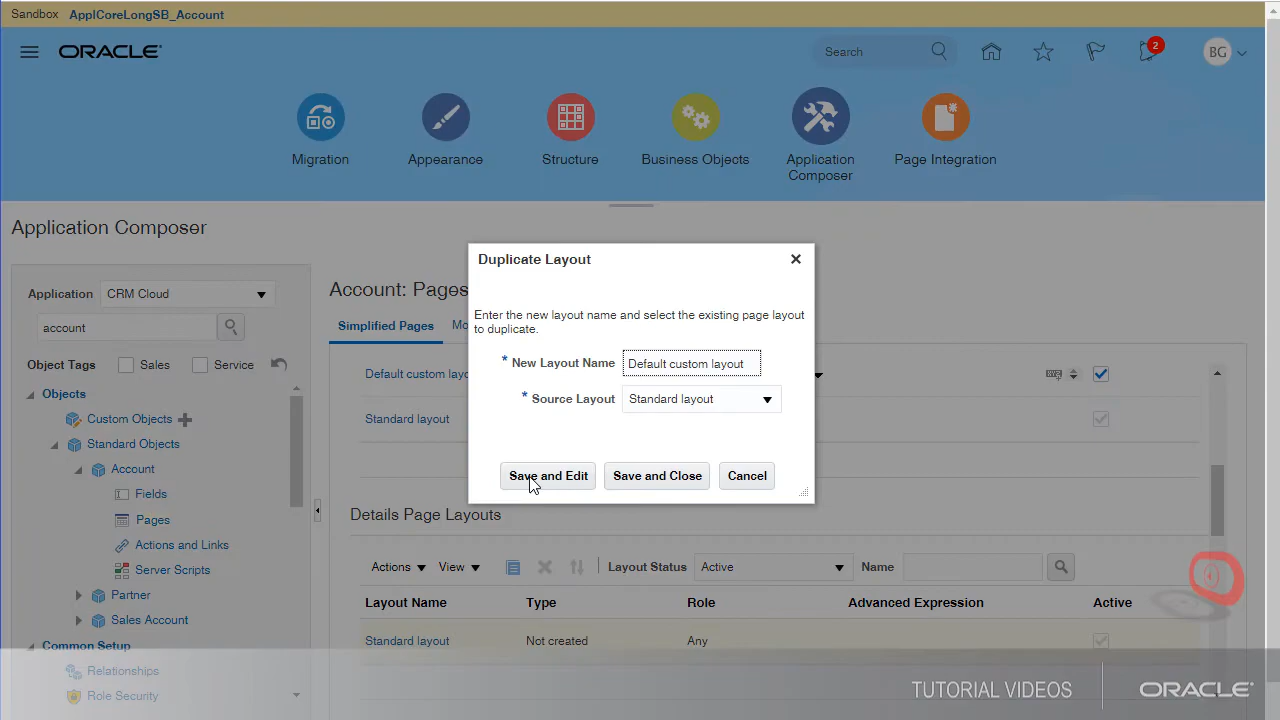 Sandbox ApplCoreLongSB_Account
ORACLE
Search
2
BG
Migration
Appearance
Structure
Business Objects
Application
Composer
Page Integration
Application Composer
Application CRM Cloud
account
Object Tags Sales Service
Objects
Custom Objects
Standard Objects
Account
Fields
Pages
Actions and Links
Server Scripts
Partner
Sales Account
Common Setup
Relationships
Role Security
Account: Pages
Simplified Pages
Default custom
Standard layout
Duplicate Layout
Enter the new layout name and select the existing page layout
to duplicate.
* New Layout Name Default custom layout
* Source Layout Standard layout
Save and Edit Save and Close Cancel
Details Page Layouts
Actions View Layout Status Active Name
Layout Name Type Role Advanced Expression Active
Standard layout Not created Any
TUTORIAL VIDEOS ORACLE